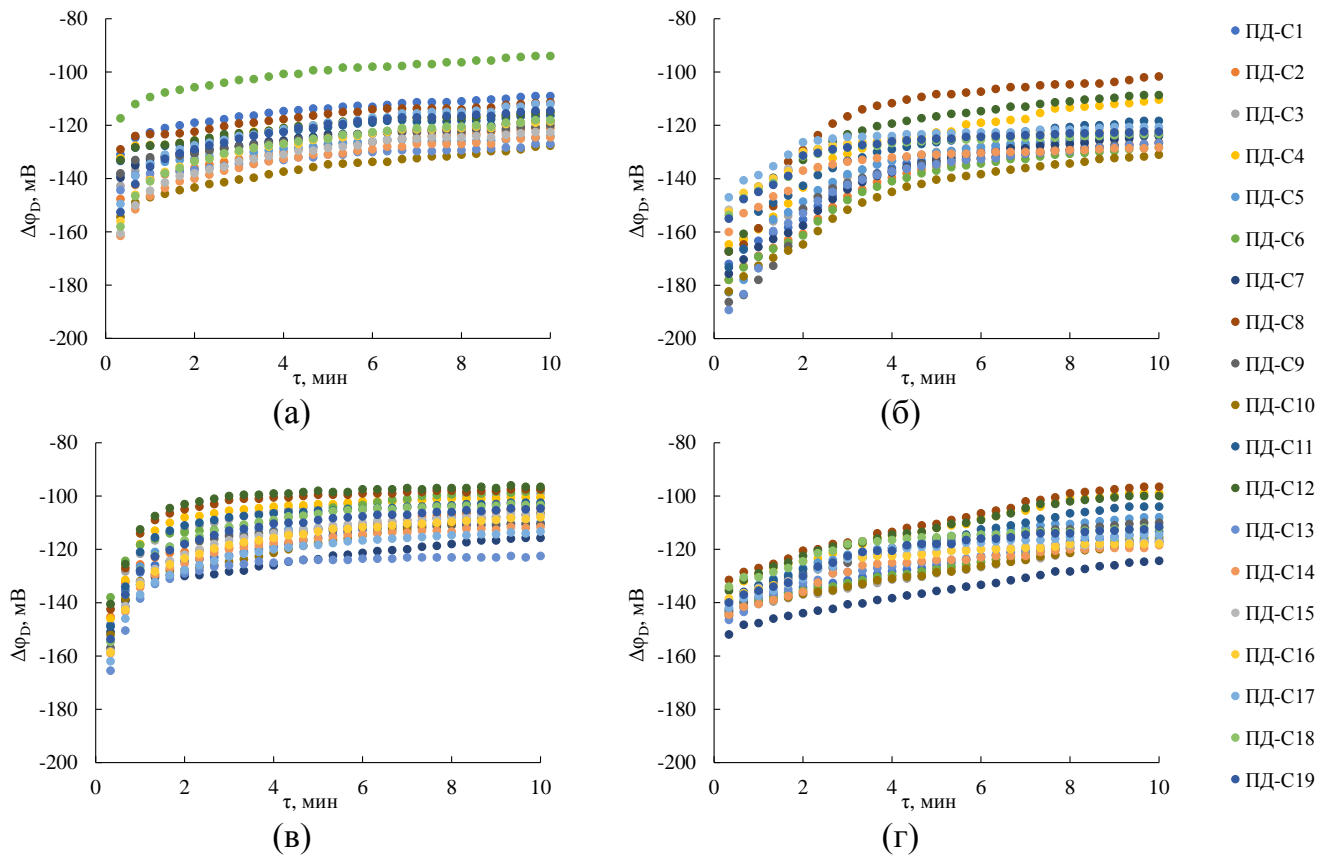 -80
-100
-120
-140
-160
-180
-200
Δφ_D, мВ
0
2
4
6
8
10
τ, мин
(а)
-80
-100
-120
-140
-160
-180
-200
Δφ_D, мВ
0
2
4
6
8
10
τ, мин
(б)
-80
-100
-120
-140
-160
-180
-200
Δφ_D, мВ
0
2
4
6
8
10
τ, мин
(в)
-80
-100
-120
-140
-160
-180
-200
Δφ_D, мВ
0
2
4
6
8
10
τ, мин
(г)
ПД-С1
ПД-С2
ПД-С3
ПД-С4
ПД-С5
ПД-С6
ПД-С7
ПД-С8
ПД-С9
ПД-С10
ПД-С11
ПД-С12
ПД-С13
ПД-С14
ПД-С15
ПД-С16
ПД-С17
ПД-С18
ПД-С19